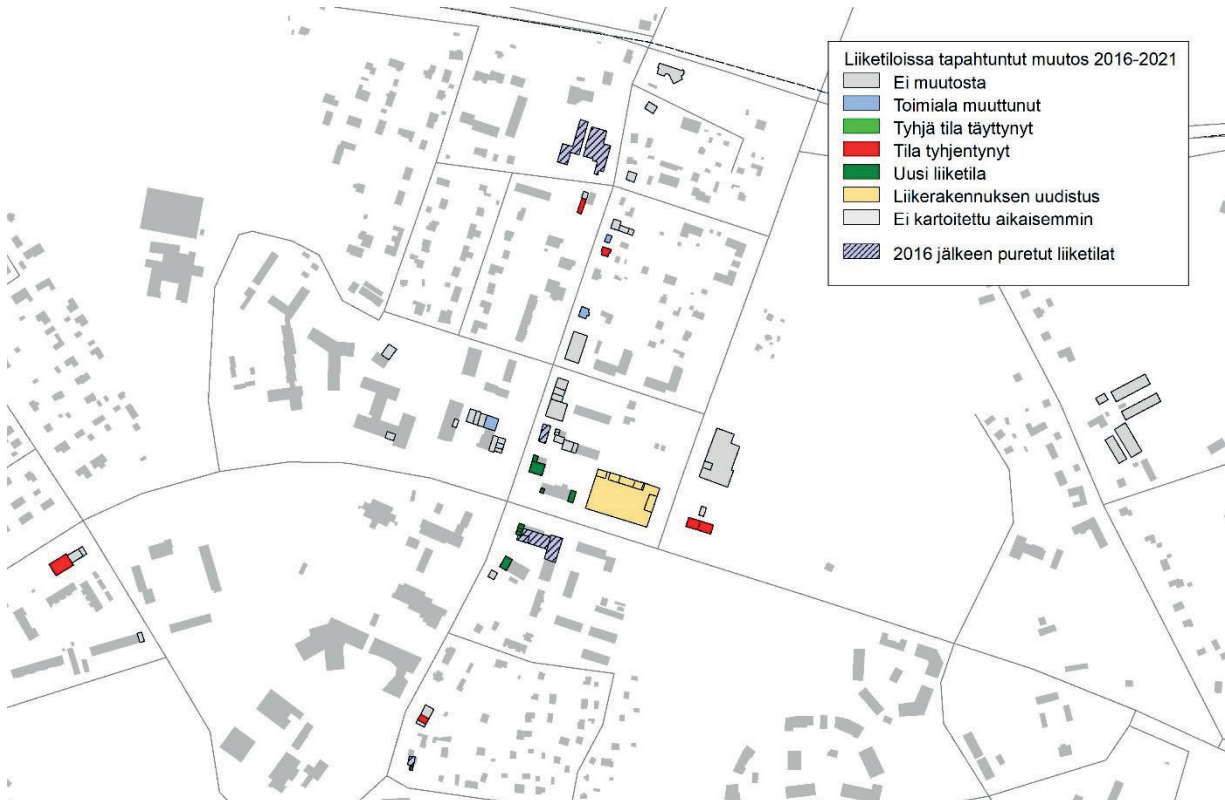 Liiketiloissa tapahtuntut muutos 2016-2021
Ei muutosta
Toimiala muuttunut
Tyhjä tila täyttynyt
Tila tyhjentynyt
Uusi liiketila
Liikerakennuksen uudistus
Ei kartoitettu aikaisemmin
2016 jälkeen puretut liiketilat